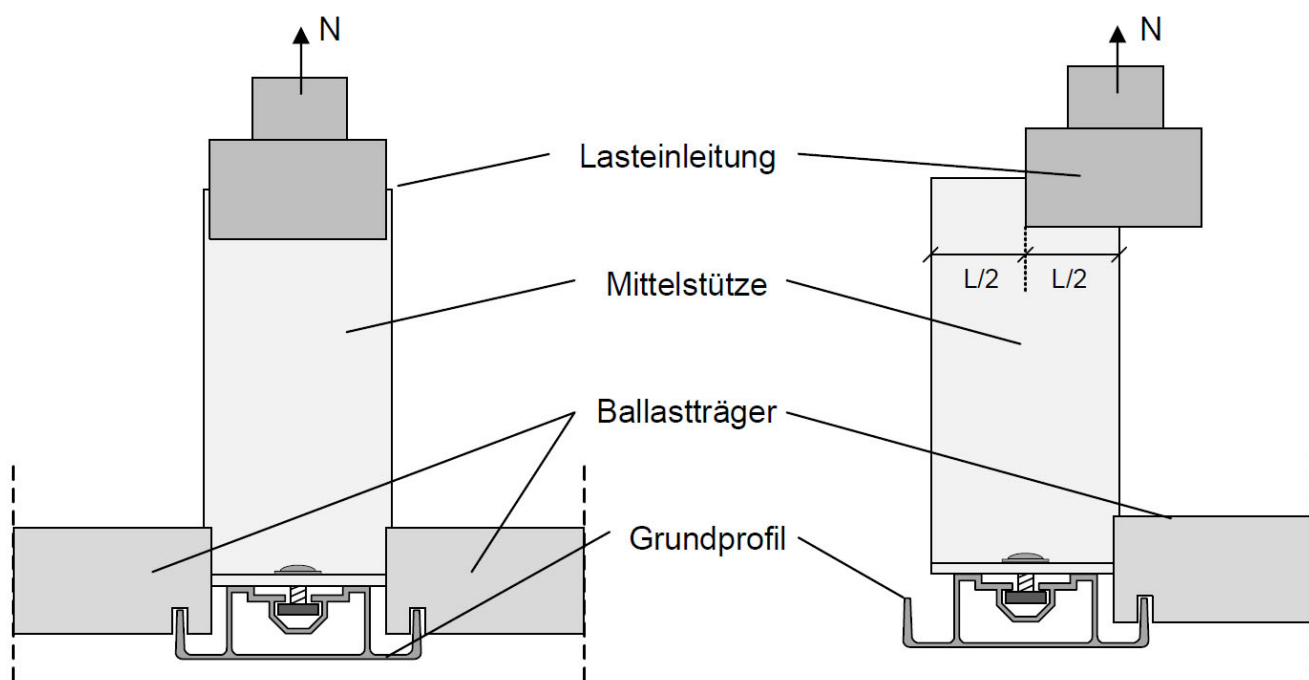 N
N
Lasteinleitung
L/2
L/2
Mittelstütze
Ballastträger
Grundprofil